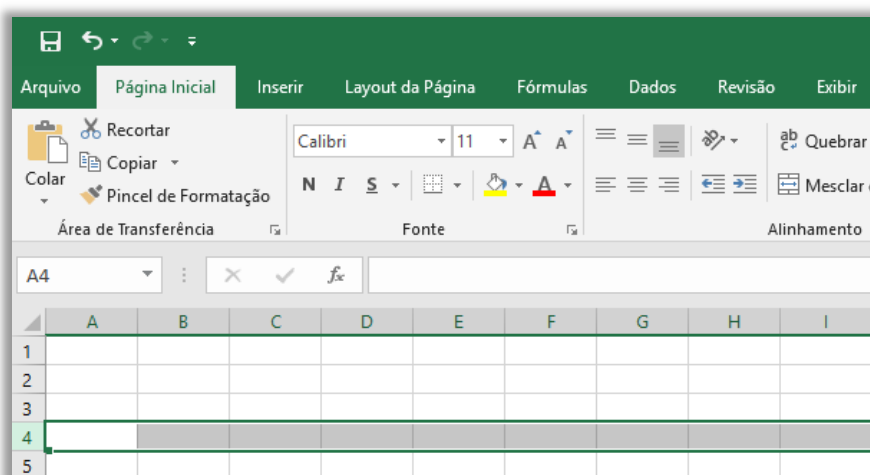 Arquivo Página Inicial Inserir Layout da Página Fórmulas Dados Revisão Exibir
Colar
Recortar
Copiar
Pincel de Formatação
Área de Transferência
Calibri 11 A A
N I S A
Fonte
ab Quebrar
Mesclar
Alinhamento
A4 fx
A B C D E F G H I
1
2
3
4
5